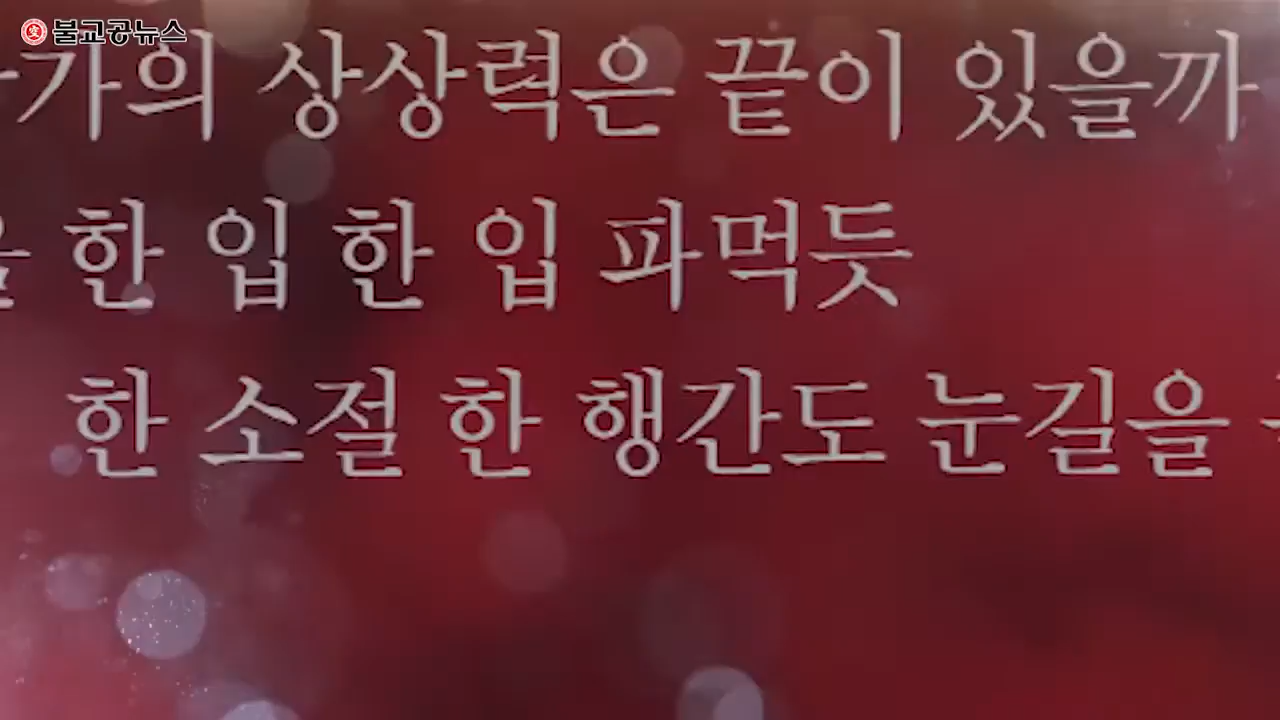 불교공뉴스
가의 상상력은 끝이 있을까
한 입 한 입 파먹듯
한 소절 한 행간도 눈길을